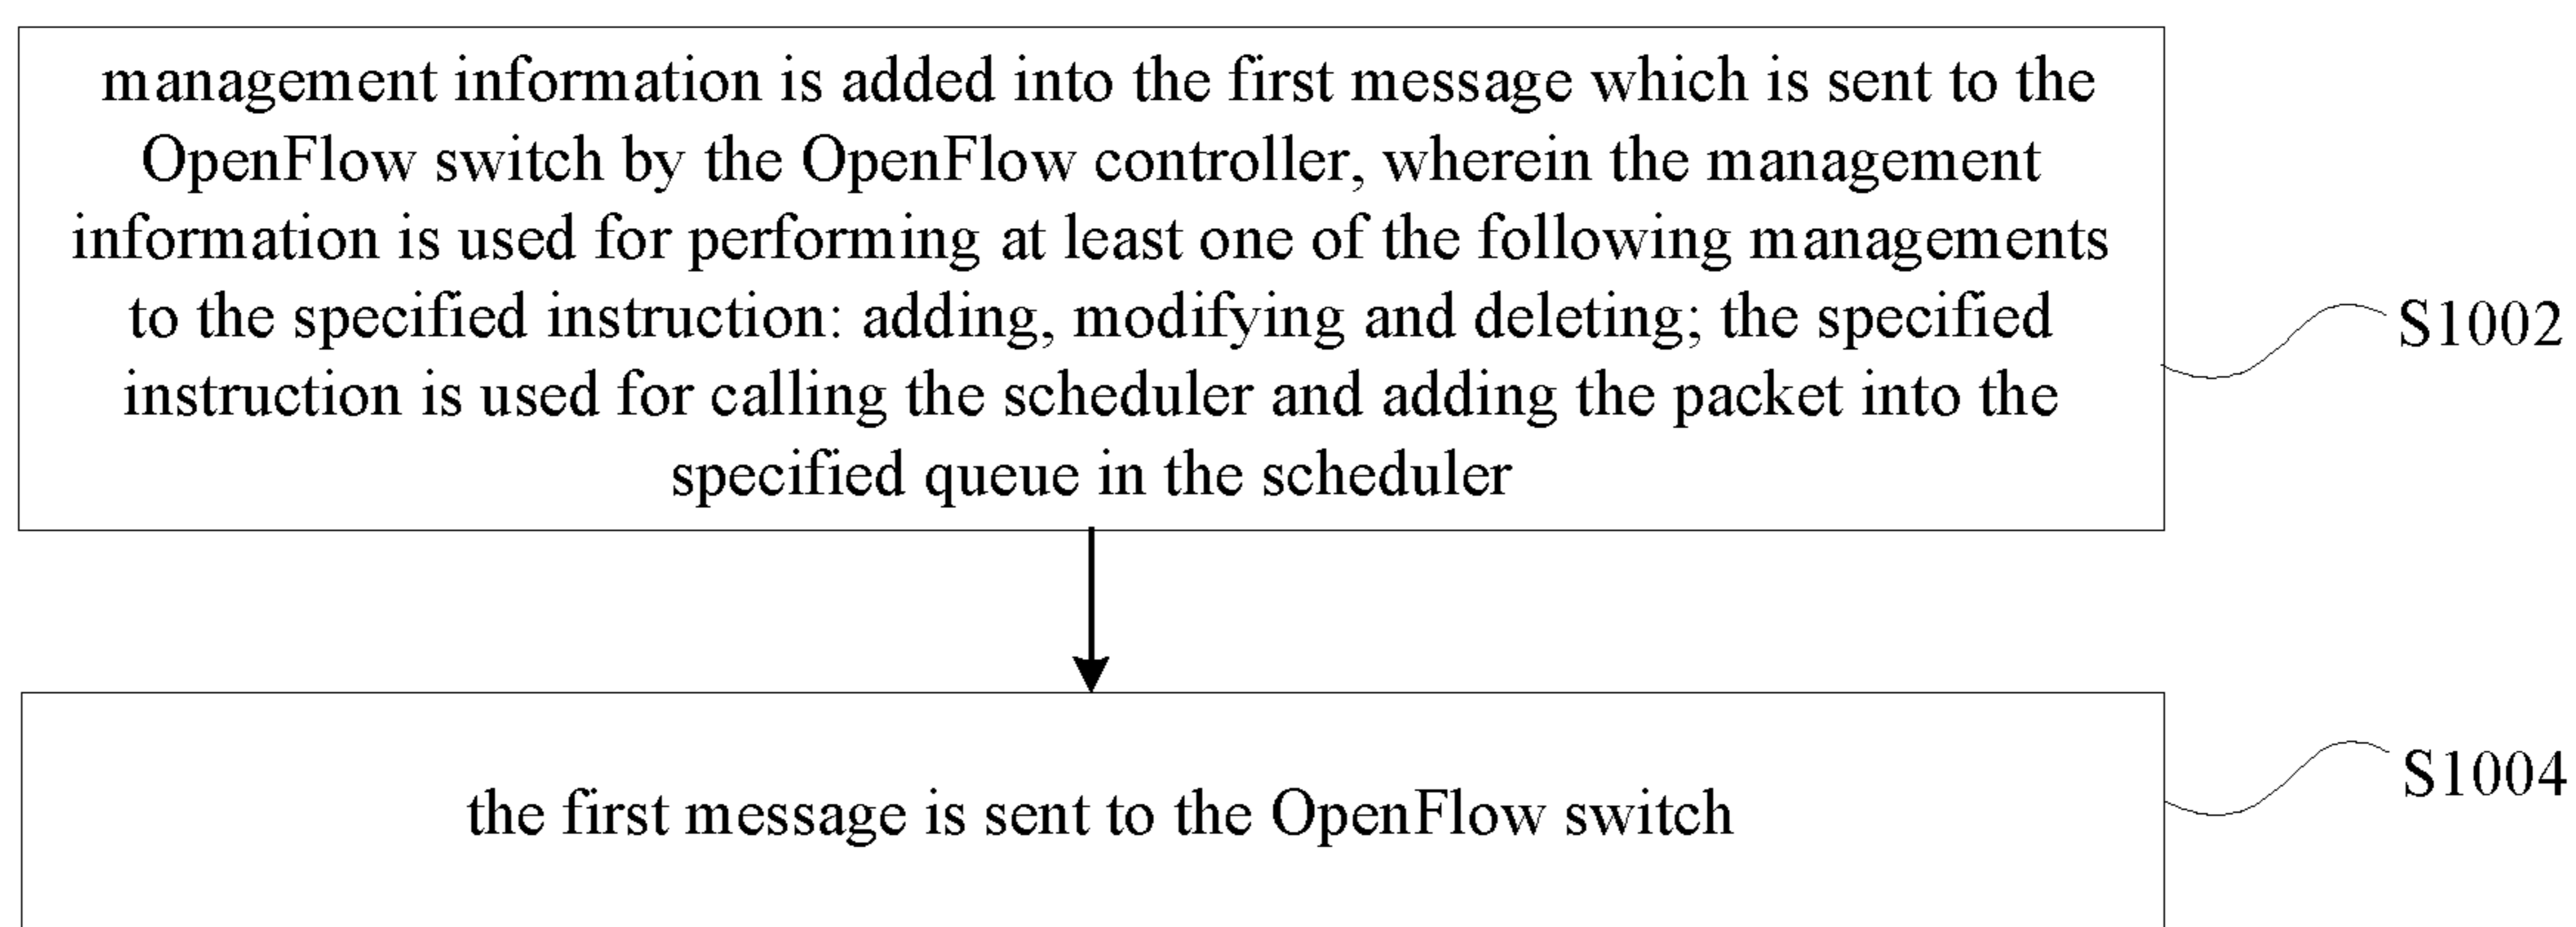 management information is added into the first message which is sent to the
OpenFlow switch by the OpenFlow controller, wherein the management
information is used for performing at least one of the following managements
to the specified instruction: adding, modifying and deleting; the specified
instruction is used for calling the scheduler and adding the packet into the
specified queue in the scheduler
S1002
the first message is sent to the OpenFlow switch
S1004